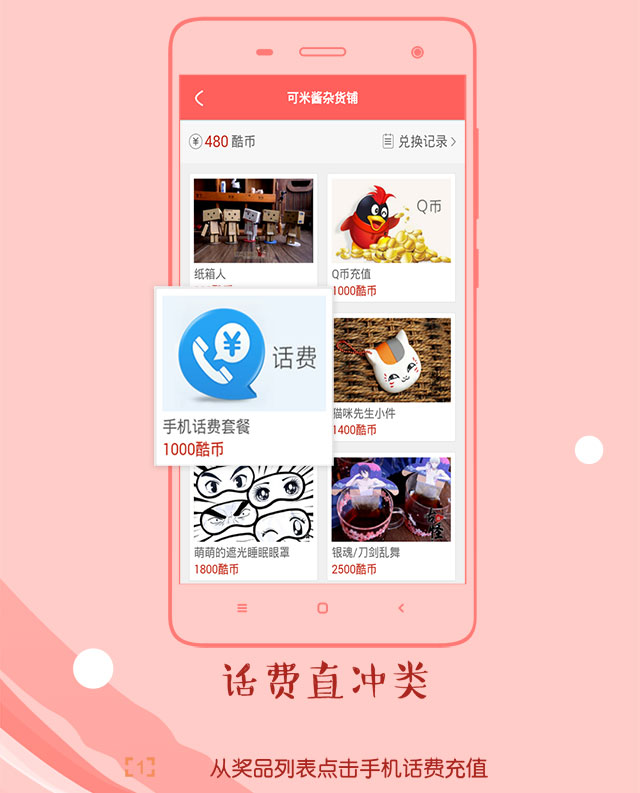 可米酱杂货铺
¥ 480 酷币
兑换记录
Q币
纸箱人
Q币充值
1000酷币
¥
话费
手机话费套餐
1000酷币
猫咪先生小件
1400酷币
萌萌的遮光睡眠眼罩
1800酷币
银魂/刀剑乱舞
2500酷币
话费直冲类
[1]
从奖品列表点击手机话费充值